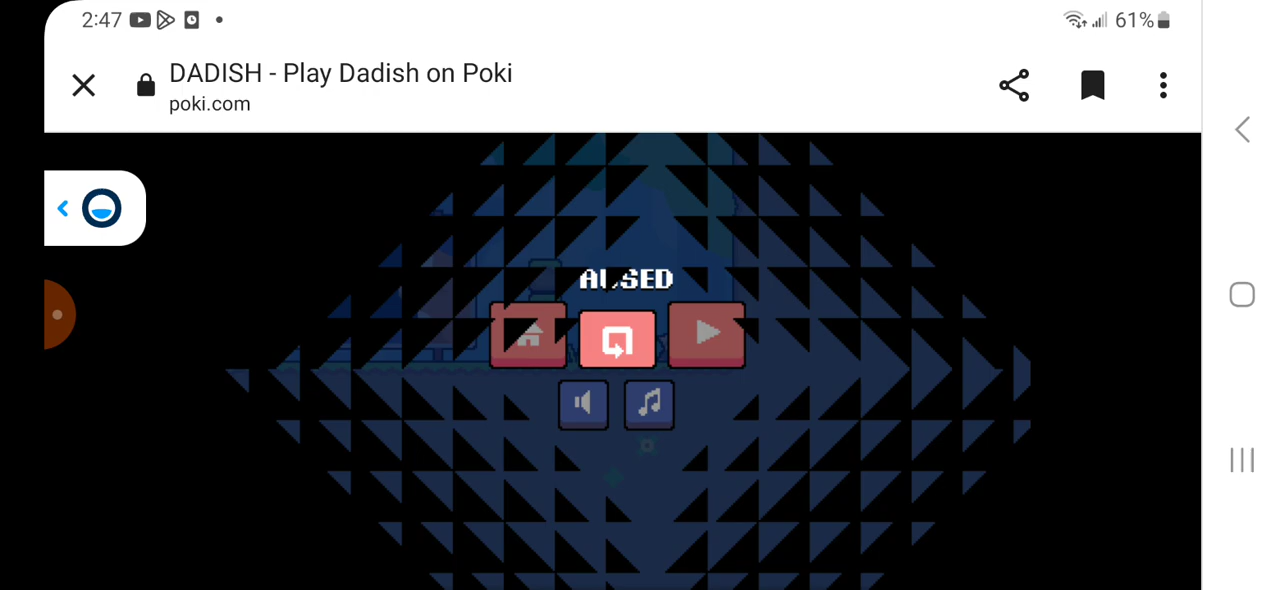 2:47
61%
DADISH - Play Dadish on Poki
poki.com
AUSED